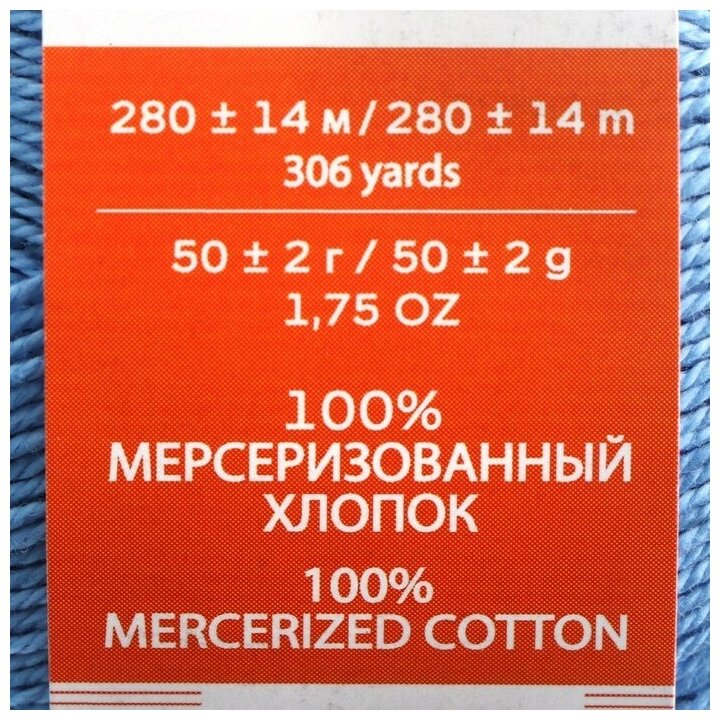 280 ± 14 м / 280 ± 14 m
306 yards
50 ± 2 г / 50 ± 2 g
1,75 OZ
100%
МЕРСЕРИЗОВАННЫЙ
ХЛОПОК
100%
MERCERIZED COTTON